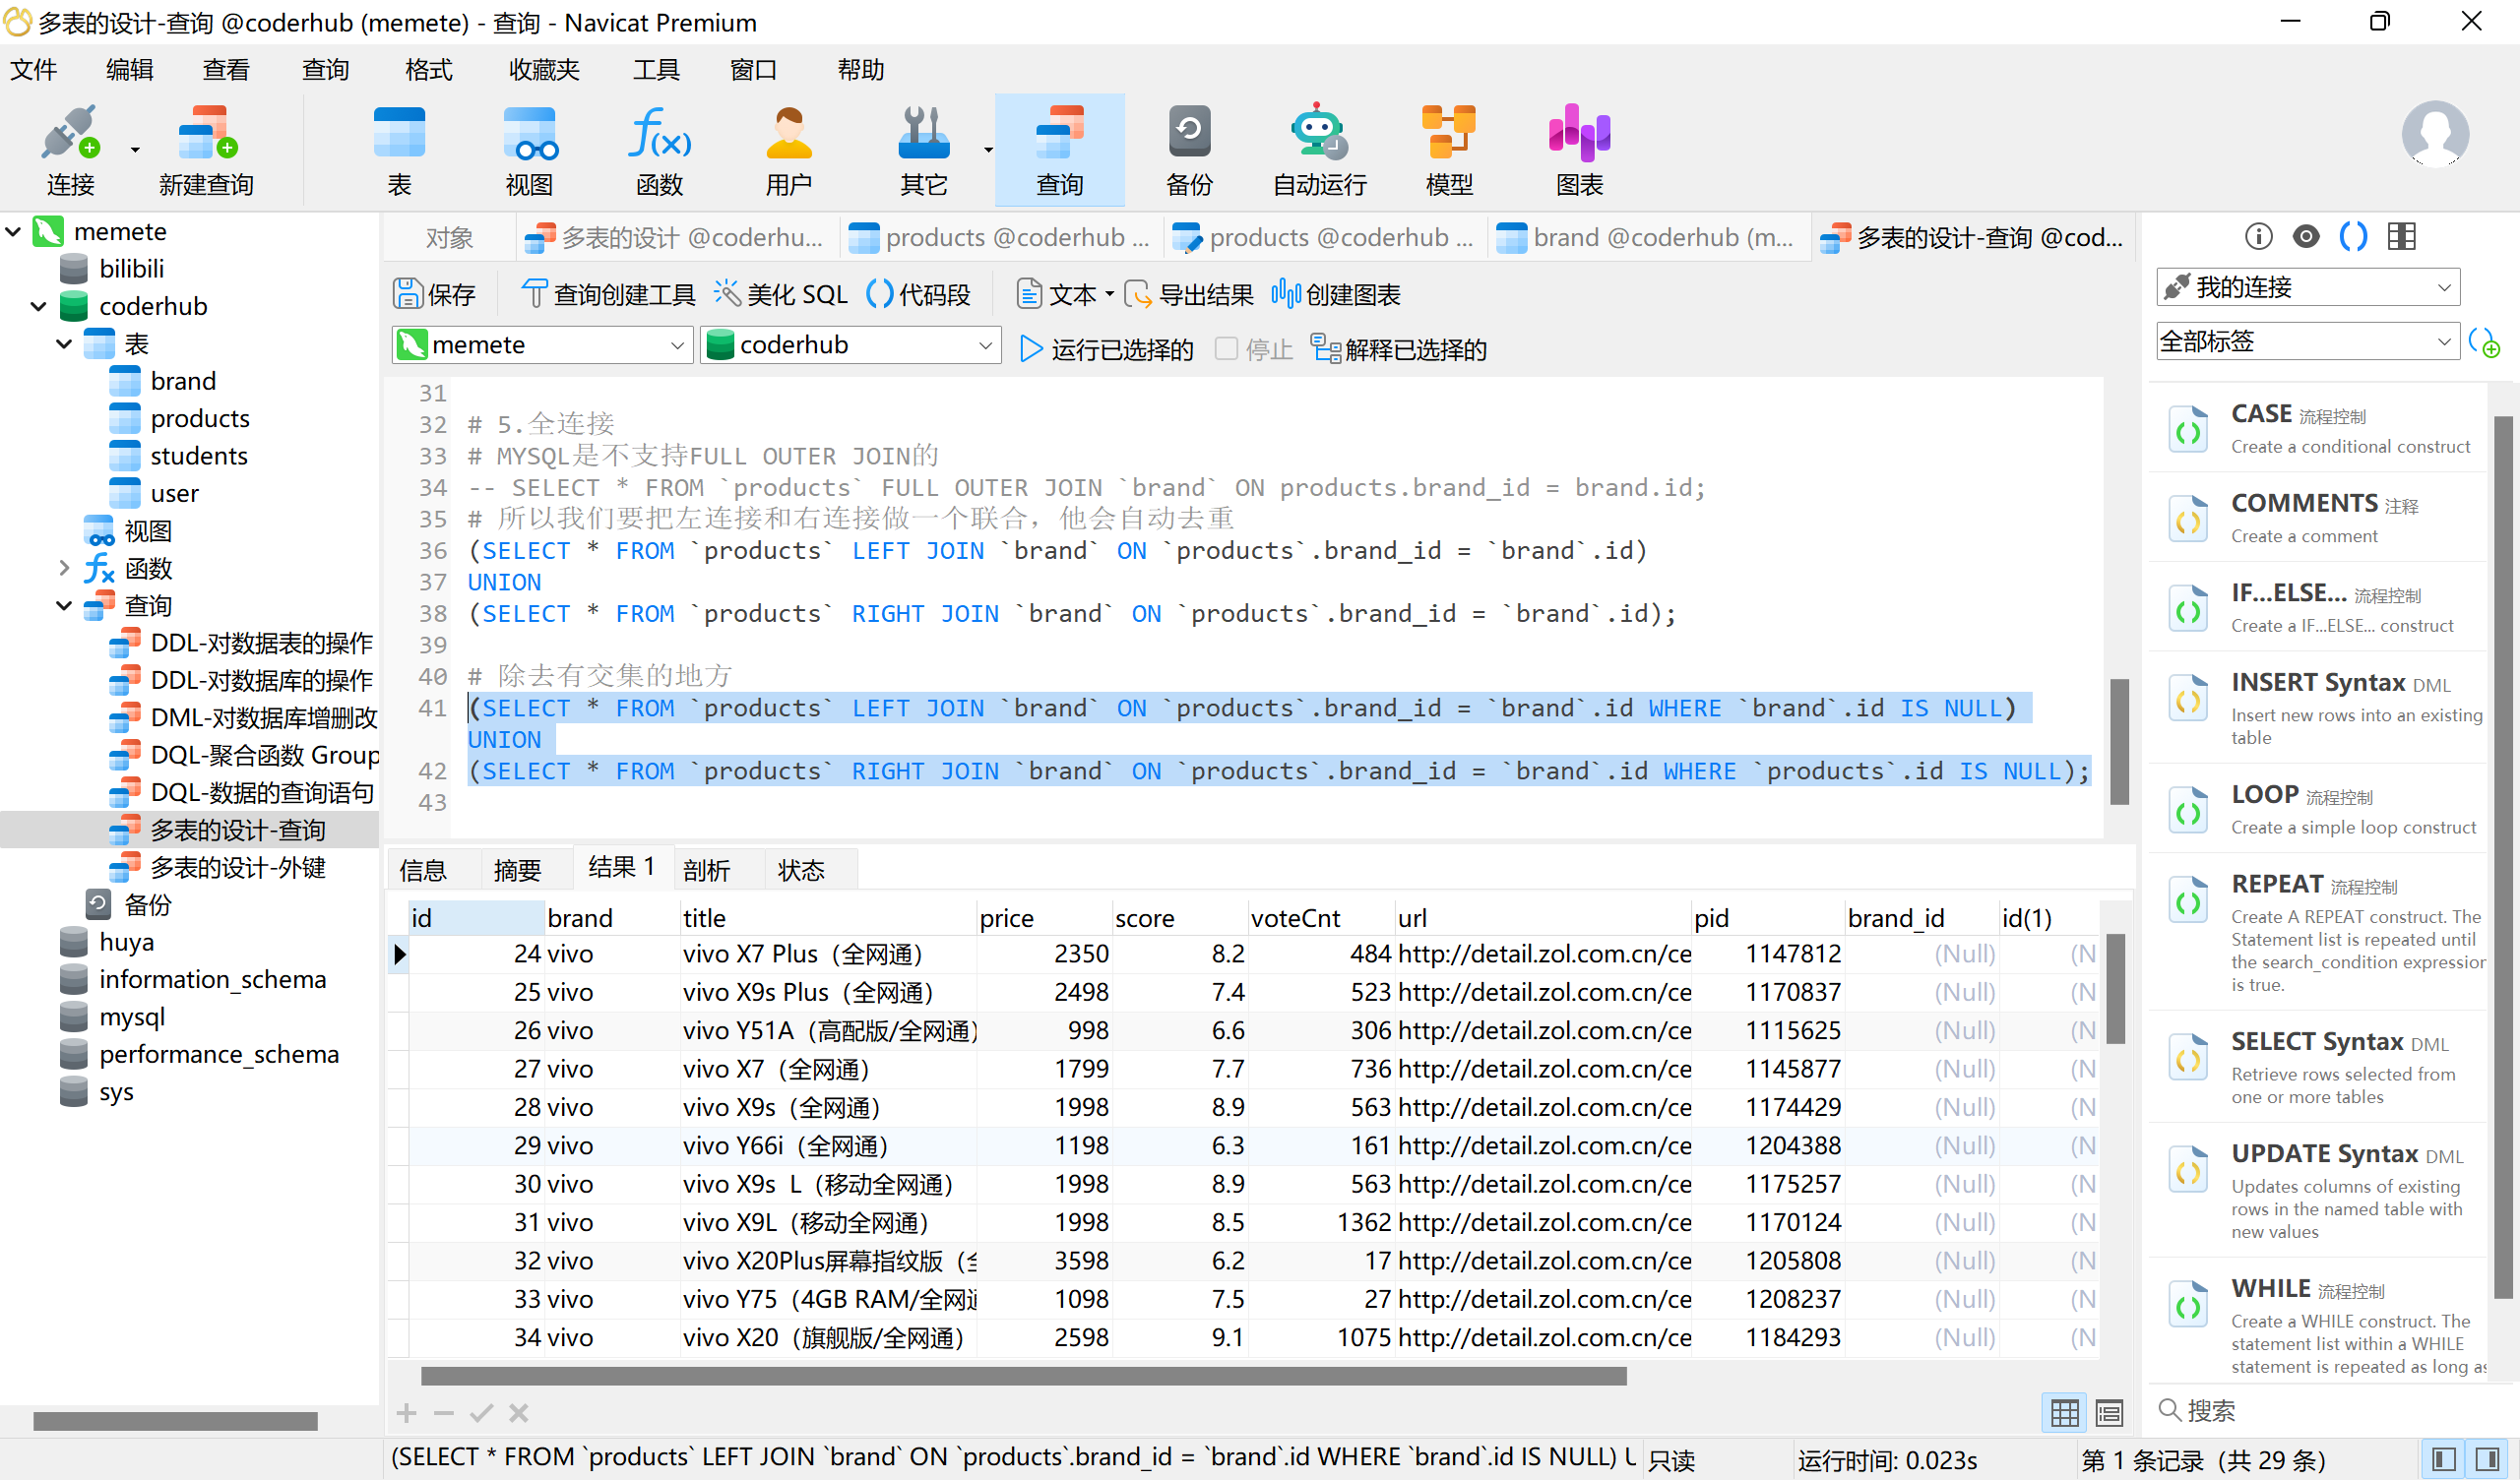 多表的设计-查询 @coderhub (memete) - 查询 - Navicat Premium
文件 编辑 查看 查询 格式 收藏夹 工具 窗口 帮助
连接 新建查询 表 视图 函数 用户 其它 查询 备份 自动运行 模型 图表
memete
bilibili
coderhub
表
brand
products
students
user
视图
函数
查询
DDL-对数据表的操作
DDL-对数据库的操作
DML-对数据库增删改
DQL-聚合函数 Group
DQL-数据的查询语句
多表的设计-查询
多表的设计-外键
备份
huya
information_schema
mysql
performance_schema
sys
对象 多表的设计 @coderhu... products @coderhub ... products @coderhub ... brand @coderhub (m... 多表的设计-查询 @cod...
保存 查询创建工具 美化 SQL 代码段 文本 导出结果 创建图表
memete coderhub 运行已选择的 停止 解释已选择的
31
32 # 5.全连接
33 # MYSQL是不支持FULL OUTER JOIN的
34 -- SELECT * FROM `products` FULL OUTER JOIN `brand` ON products.brand_id = brand.id;
35 # 所以我们要把左连接和右连接做一个联合，他会自动去重
36 (SELECT * FROM `products` LEFT JOIN `brand` ON `products`.brand_id = `brand`.id)
37 UNION
38 (SELECT * FROM `products` RIGHT JOIN `brand` ON `products`.brand_id = `brand`.id);
39
40 # 除去有交集的地方
41 (SELECT * FROM `products` LEFT JOIN `brand` ON `products`.brand_id = `brand`.id WHERE `brand`.id IS NULL)
UNION
42 (SELECT * FROM `products` RIGHT JOIN `brand` ON `products`.brand_id = `brand`.id WHERE `products`.id IS NULL);
43
信息 摘要 结果 1 剖析 状态
id brand title price score voteCnt url pid brand_id id(1)
24 vivo vivo X7 Plus（全网通） 2350 8.2 484 http://detail.zol.com.cn/ce 1147812 (Null) (N
25 vivo vivo X9s Plus（全网通） 2498 7.4 523 http://detail.zol.com.cn/ce 1170837 (Null) (N
26 vivo vivo Y51A（高配版/全网通） 998 6.6 306 http://detail.zol.com.cn/ce 1115625 (Null) (N
27 vivo vivo X7（全网通） 1799 7.7 736 http://detail.zol.com.cn/ce 1145877 (Null) (N
28 vivo vivo X9s（全网通） 1998 8.9 563 http://detail.zol.com.cn/ce 1174429 (Null) (N
29 vivo vivo Y66i（全网通） 1198 6.3 161 http://detail.zol.com.cn/ce 1204388 (Null) (N
30 vivo vivo X9s L（移动全网通） 1998 8.9 563 http://detail.zol.com.cn/ce 1175257 (Null) (N
31 vivo vivo X9L（移动全网通） 1998 8.5 1362 http://detail.zol.com.cn/ce 1170124 (Null) (N
32 vivo vivo X20Plus屏幕指纹版（全 3598 6.2 17 http://detail.zol.com.cn/ce 1205808 (Null) (N
33 vivo vivo Y75（4GB RAM/全网通 1098 7.5 27 http://detail.zol.com.cn/ce 1208237 (Null) (N
34 vivo vivo X20（旗舰版/全网通） 2598 9.1 1075 http://detail.zol.com.cn/ce 1184293 (Null) (N
(SELECT * FROM `products` LEFT JOIN `brand` ON `products`.brand_id = `brand`.id WHERE `brand`.id IS NULL) U 只读 运行时间: 0.023s 第 1 条记录（共 29 条）
我的连接
全部标签
CASE 流程控制
Create a conditional construct
COMMENTS 注释
Create a comment
IF...ELSE... 流程控制
Create a IF...ELSE... construct
INSERT Syntax DML
Insert new rows into an existing
table
LOOP 流程控制
Create a simple loop construct
REPEAT 流程控制
Create A REPEAT construct. The
Statement list is repeated until
the search_condition expression
is true.
SELECT Syntax DML
Retrieve rows selected from
one or more tables
UPDATE Syntax DML
Updates columns of existing
rows in the named table with
new values
WHILE 流程控制
Create a WHILE construct. The
statement list within a WHILE
statement is repeated as long as
搜索